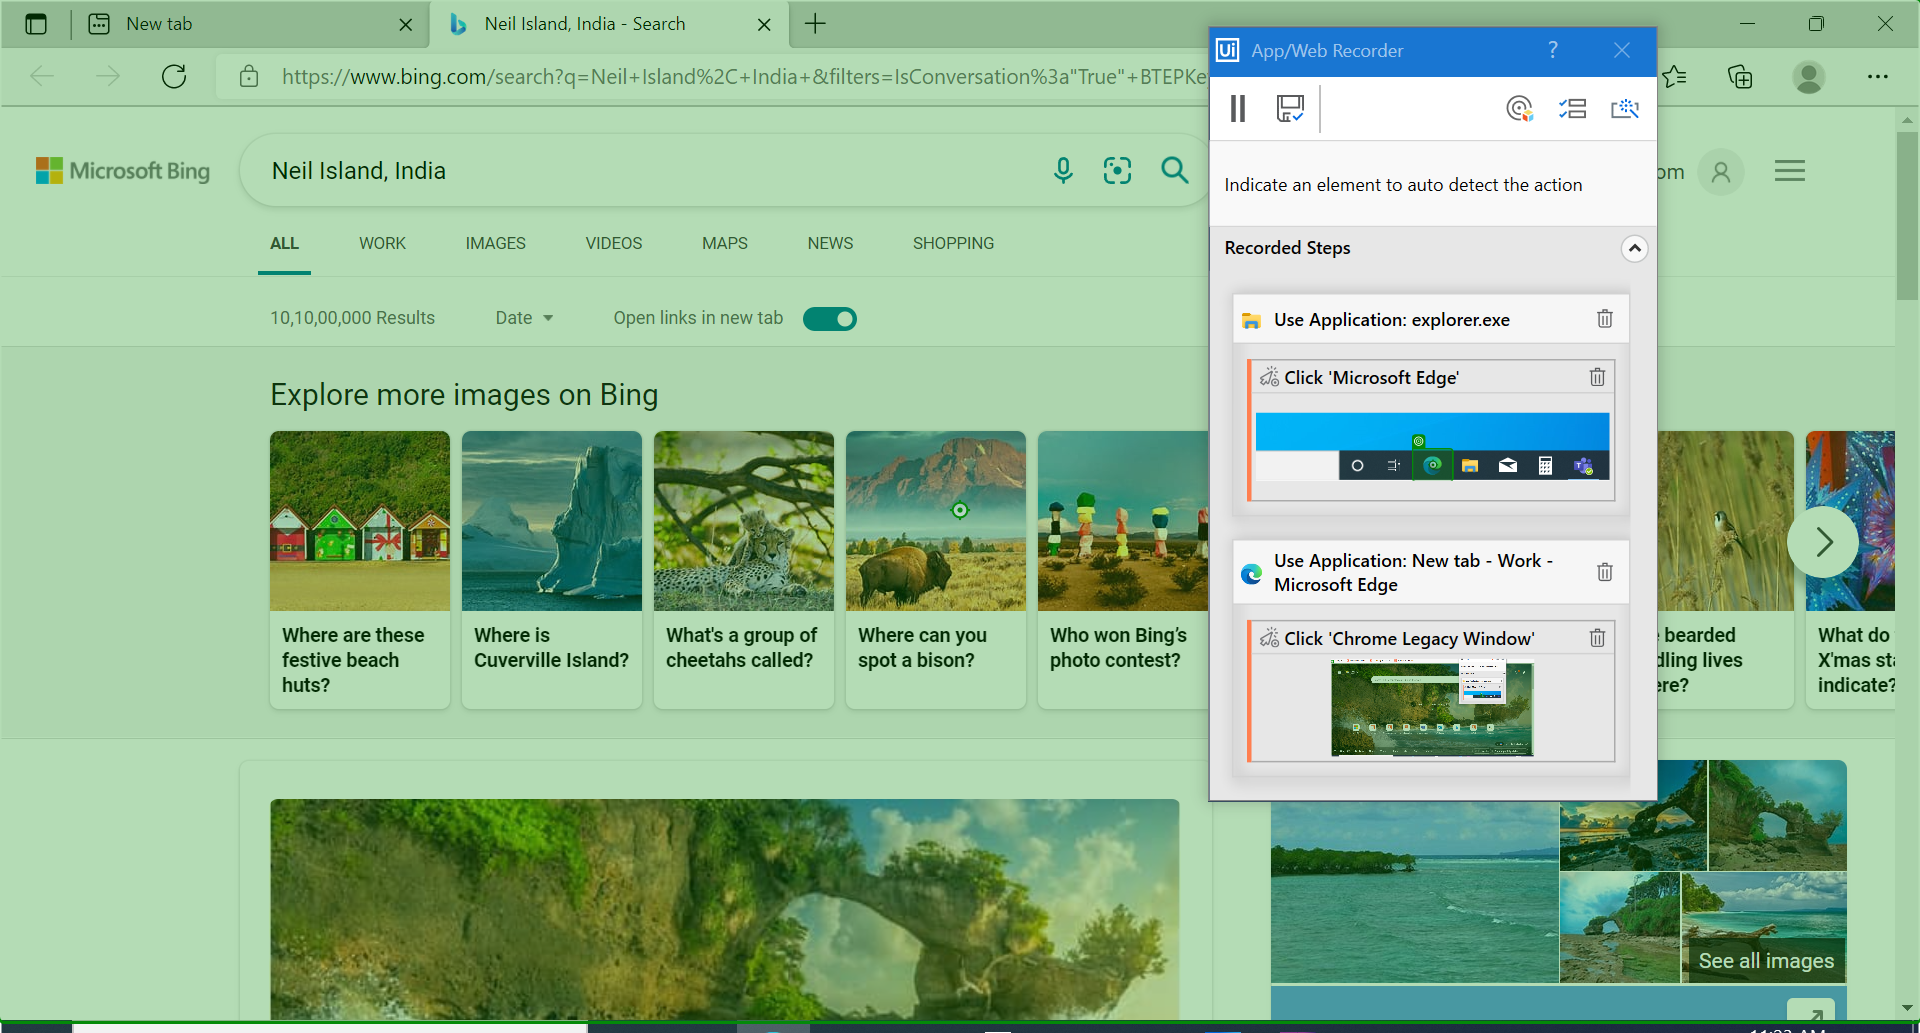 New tab
Neil Island, India - Search
https://www.bing.com/search?q=Neil+Island%2C+India+&filters=IsConversation%3a"True"+BTEPKe
Ui App/Web Recorder ?
Microsoft Bing
Neil Island, India
om
Indicate an element to auto detect the action
ALL WORK IMAGES VIDEOS MAPS NEWS SHOPPING
Recorded Steps
10,10,00,000 Results Date Open links in new tab
Use Application: explorer.exe
Click 'Microsoft Edge'
Explore more images on Bing
Use Application: New tab - Work -
Microsoft Edge
Click 'Chrome Legacy Window'
Where are these
festive beach
huts?
Where is
Cuverville Island?
What's a group of
cheetahs called?
Where can you
spot a bison?
Who won Bing's
photo contest?
bearded
dling lives
ere?
What do
X'mas sta
indicate?
See all images